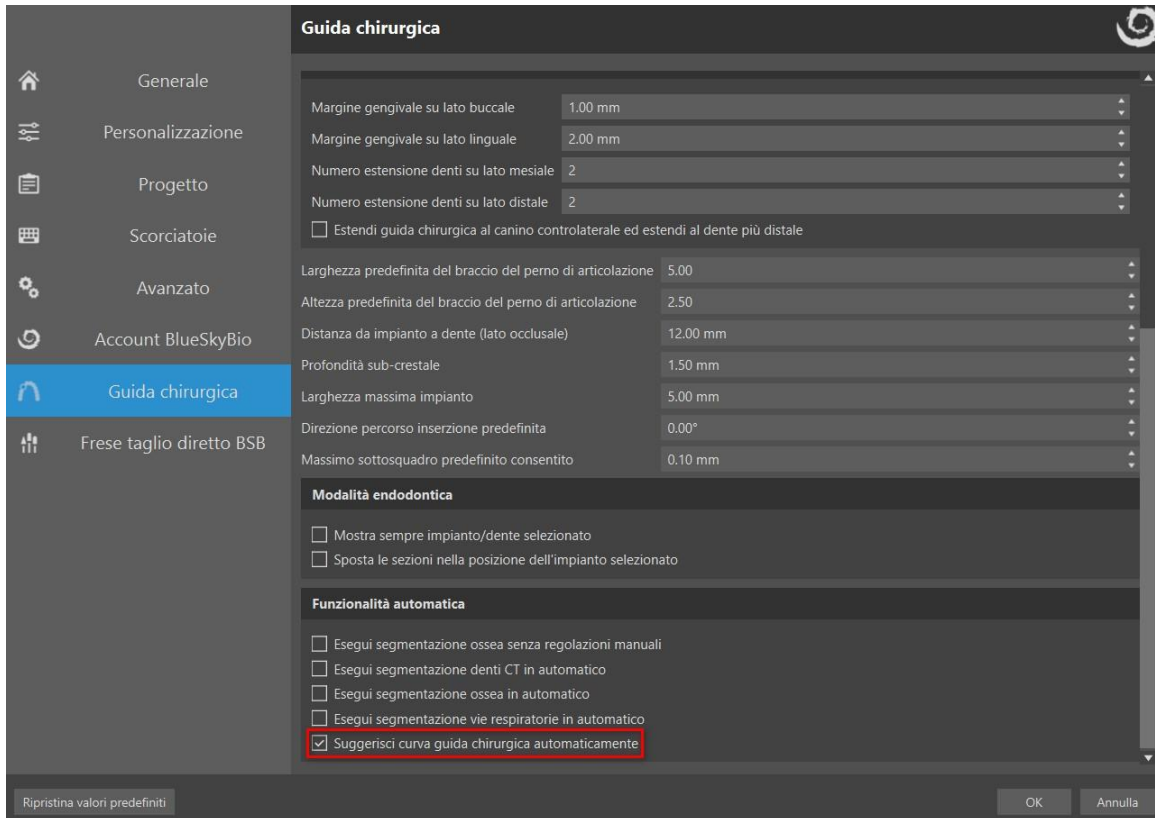 Guida chirurgica
Generale
Personalizzazione
Progetto
Scorciatoie
Avanzato
Account BlueSkyBio
Guida chirurgica
Frese taglio diretto BSB
Margine gengivale su lato buccale 1.00 mm
Margine gengivale su lato linguale 2.00 mm
Numero estensione denti su lato mesiale 2
Numero estensione denti su lato distale 2
Estendi guida chirurgica al canino controlaterale ed estendi al dente più distale
Larghezza predefinita del braccio del perno di articolazione 5.00
Altezza predefinita del braccio del perno di articolazione 2.50
Distanza da impianto a dente (lato occlusale) 12.00 mm
Profondità sub-crestale 1.50 mm
Larghezza massima impianto 5.00 mm
Direzione percorso inserzione predefinita 0.00°
Massimo sottosquadro predefinito consentito 0.10 mm
Modalità endodontica
Mostra sempre impianto/dente selezionato
Sposta le sezioni nella posizione dell'impianto selezionato
Funzionalità automatica
Esegui segmentazione ossea senza regolazioni manuali
Esegui segmentazione denti CT in automatico
Esegui segmentazione ossea in automatico
Esegui segmentazione vie respiratorie in automatico
Suggerisci curva guida chirurgica automaticamente
Ripristina valori predefiniti
OK
Annulla